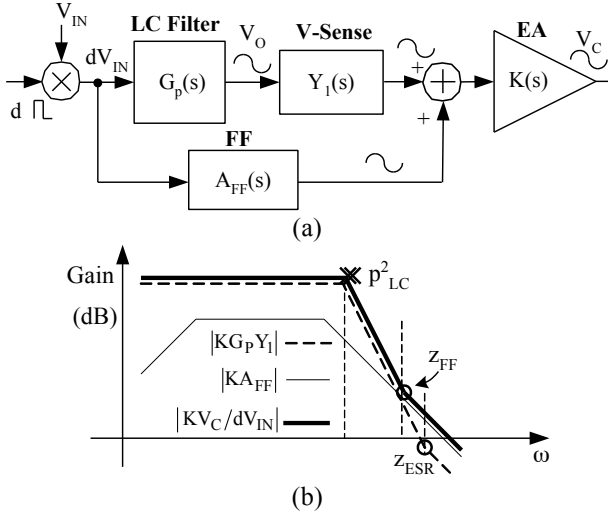 V_IN
LC Filter
V_O
V-Sense
EA
V_C
dV_IN
d
G_p(s)
Y_1(s)
+
K(s)
+
FF
A_FF(s)
(a)
Gain
(dB)
p^2_LC
|KG_PY_1|
|KA_FF|
|KV_C/dV_IN|
z_FF
z_ESR
ω
(b)